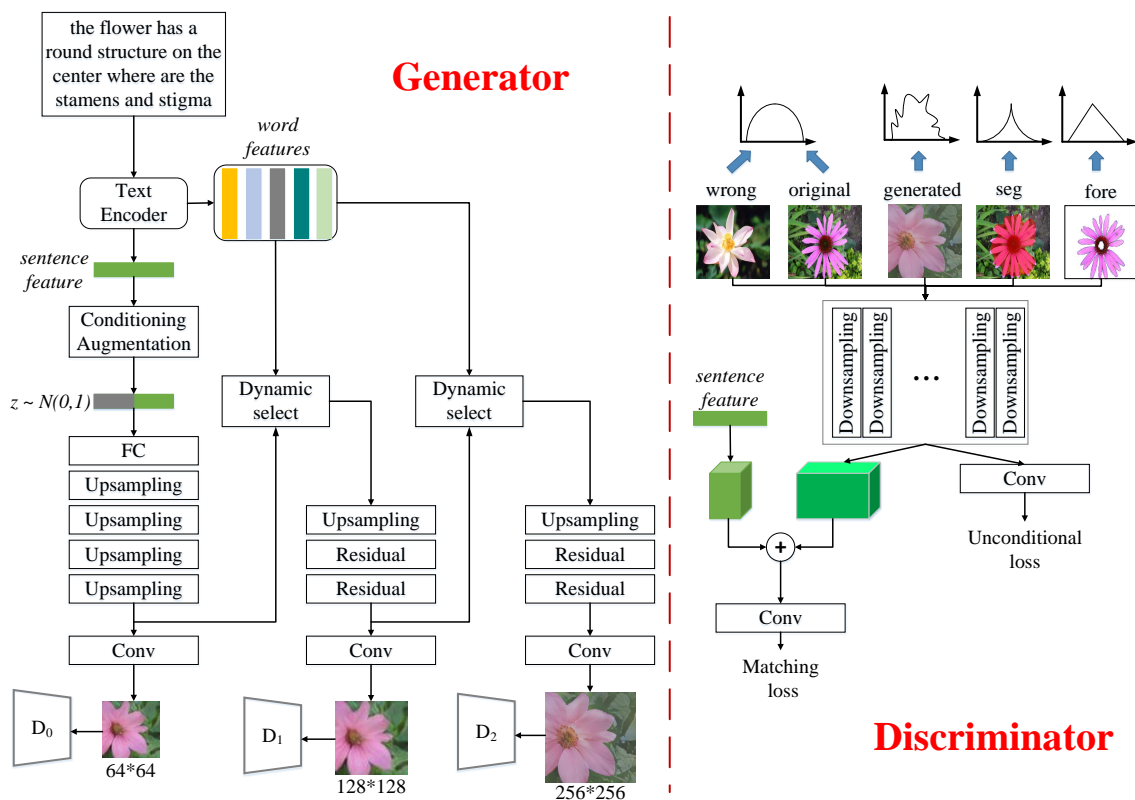 the flower has a
round structure on the
center where are the
stamens and stigma
Generator
word
features
Text
Encoder
sentence
feature
Conditioning
Augmentation
z ~ N(0,1)
FC
Upsampling
Upsampling
Upsampling
Upsampling
Conv
D0
64*64
Dynamic
select
Upsampling
Residual
Residual
Conv
D1
128*128
Dynamic
select
Upsampling
Residual
Residual
Conv
D2
256*256
wrong
original
generated
seg
fore
Downsampling
Downsampling
...
Downsampling
Downsampling
sentence
feature
+
Conv
Matching
loss
Conv
Unconditional
loss
Discriminator